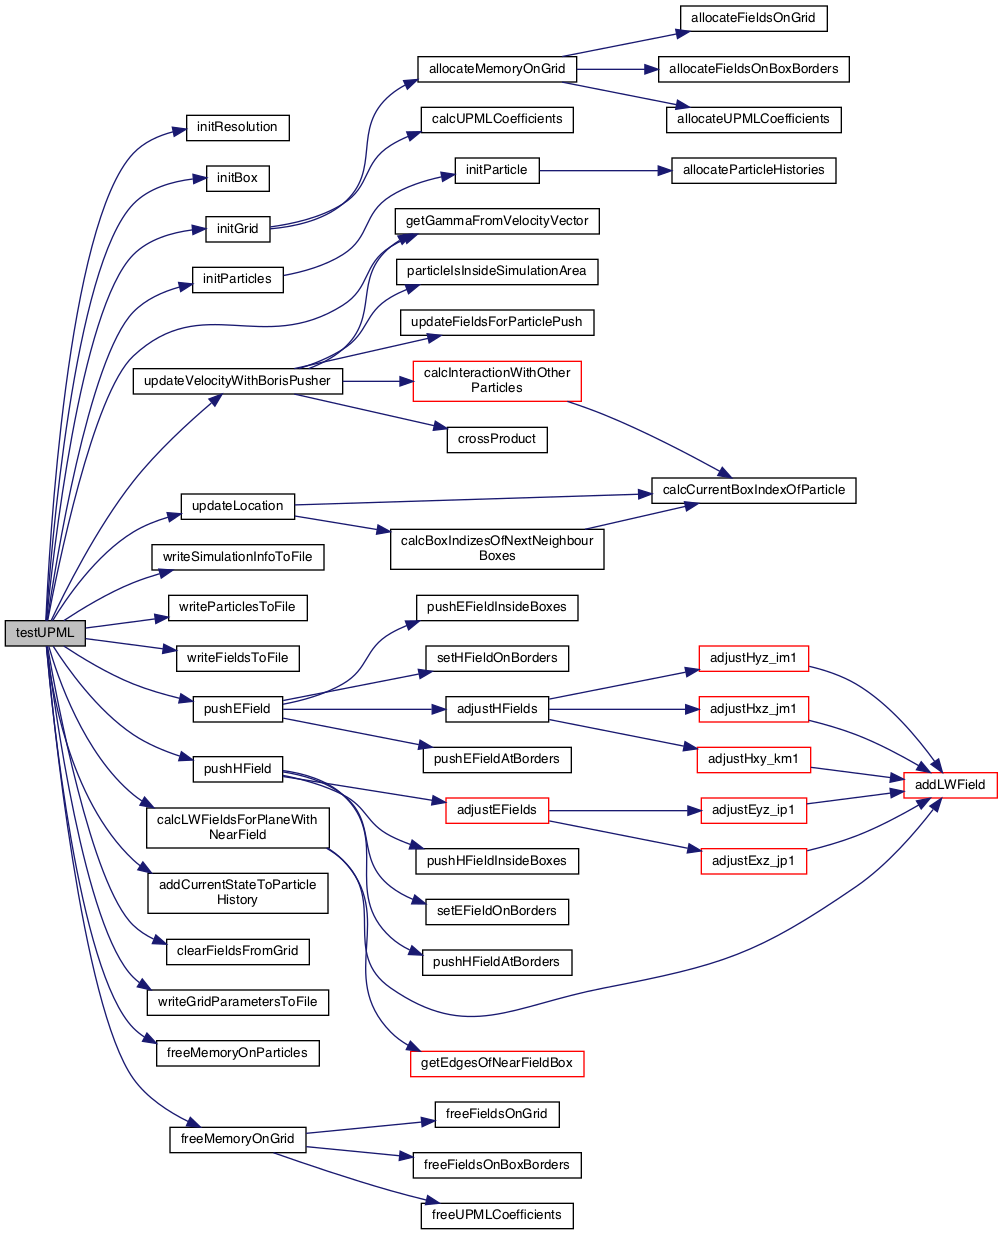 allocateFieldsOnGrid
allocateMemoryOnGrid
allocateFieldsOnBoxBorders
calcUPMLCoefficients
allocateUPMLCoefficients
initResolution
initParticle
allocateParticleHistories
initBox
getGammaFromVelocityVector
initGrid
particleIsInsideSimulationArea
initParticles
updateFieldsForParticlePush
updateVelocityWithBorisPusher
calcInteractionWithOther
Particles
crossProduct
calcCurrentBoxIndexOfParticle
updateLocation
calcBoxIndizesOfNextNeighbour
Boxes
writeSimulationInfoToFile
writeParticlesToFile
pushEFieldInsideBoxes
testUPML
writeFieldsToFile
setHFieldOnBorders
adjustHyz_im1
pushEField
adjustHFields
adjustHxz_jm1
pushEFieldAtBorders
adjustHxy_km1
pushHField
addLWField
adjustEFields
adjustEyz_ip1
calcLWFieldsForPlaneWith
NearField
pushHFieldInsideBoxes
adjustExz_jp1
addCurrentStateToParticle
History
setEFieldOnBorders
clearFieldsFromGrid
pushHFieldAtBorders
writeGridParametersToFile
freeMemoryOnParticles
getEdgesOfNearFieldBox
freeFieldsOnGrid
freeMemoryOnGrid
freeFieldsOnBoxBorders
freeUPMLCoefficients